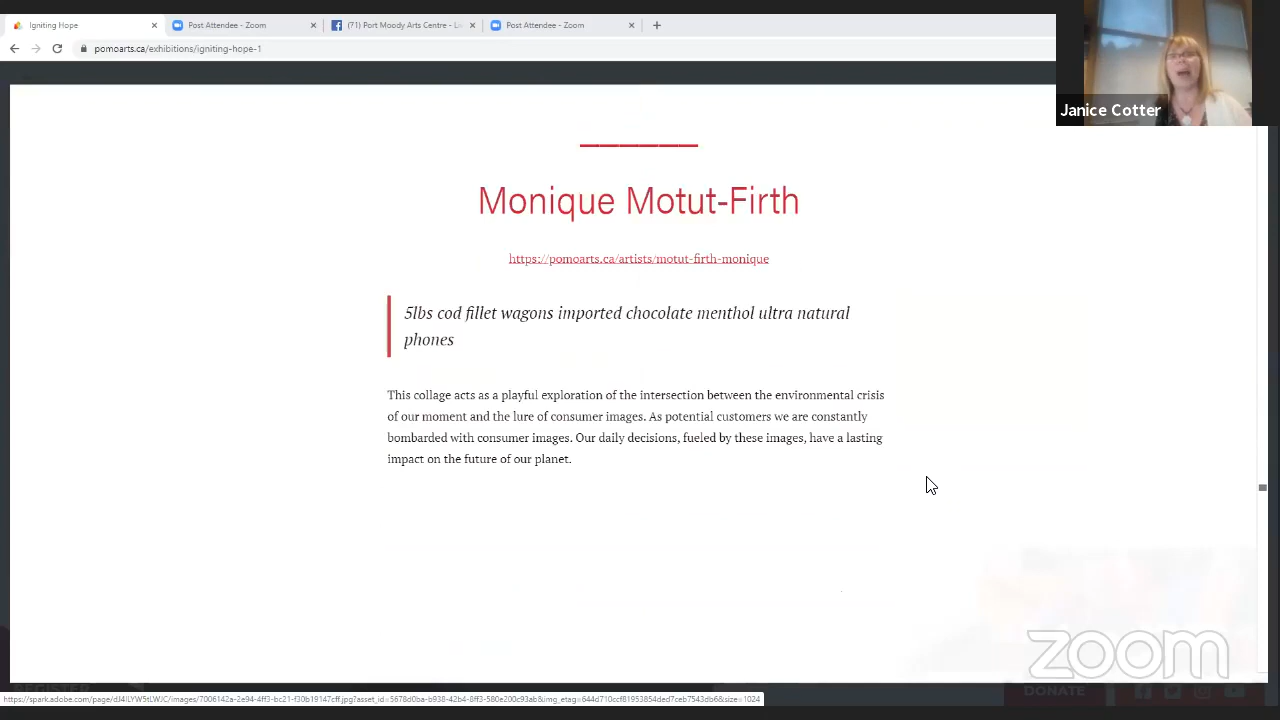 Igniting Hope
Post Attendee - Zoom
(71) Port Moody Arts Centre - L
Post Attendee - Zoom
pomoarts.ca/exhibitions/igniting-hope-1
Janice Cotter
Monique Motut-Firth
https://pomoarts.ca/artists/motut-firth-monique
5lbs cod fillet wagons imported chocolate menthol ultra natural
phones
This collage acts as a playful exploration of the intersection between the environmental crisis
of our moment and the lure of consumer images. As potential customers we are constantly
bombarded with consumer images. Our daily decisions, fueled by these images, have a lasting
impact on the future of our planet.
zoom
REGISTER
DONATE